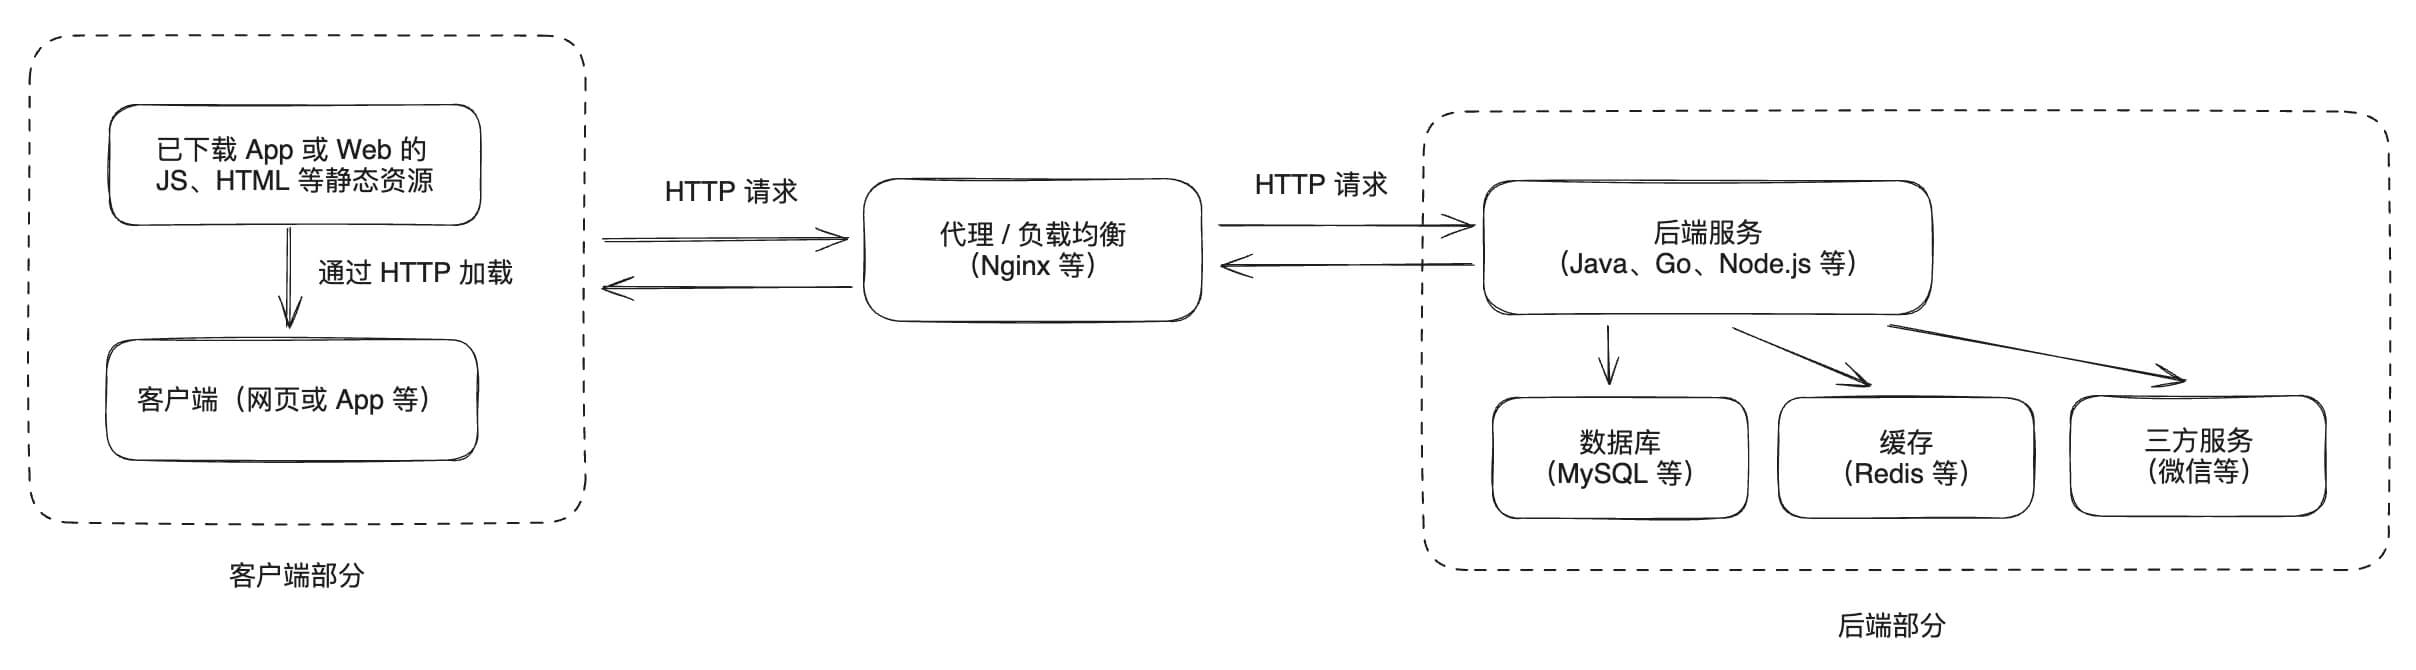 已下载 App 或 Web 的
JS、HTML 等静态资源
通过 HTTP 加载
客户端（网页或 App 等）
客户端部分
HTTP 请求
代理 / 负载均衡
（Nginx 等）
HTTP 请求
后端服务
（Java、Go、Node.js 等）
数据库
（MySQL 等）
缓存
（Redis 等）
三方服务
（微信等）
后端部分